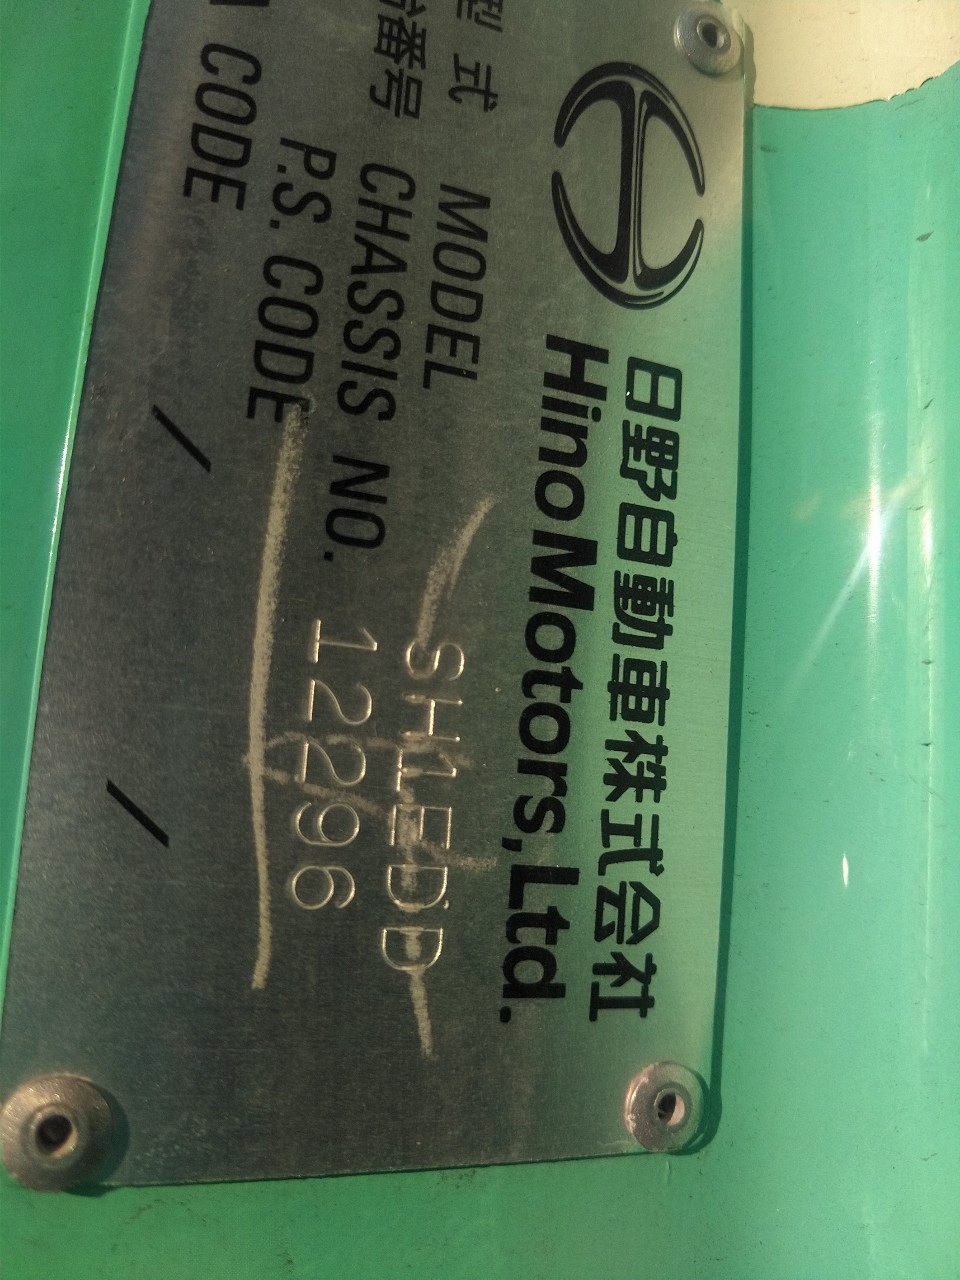 日野自動車株式会社
Hino Motors, Ltd.
型式 MODEL SH1EDD
番号 CHASSIS NO. 12296
P.S. CODE
CODE / /